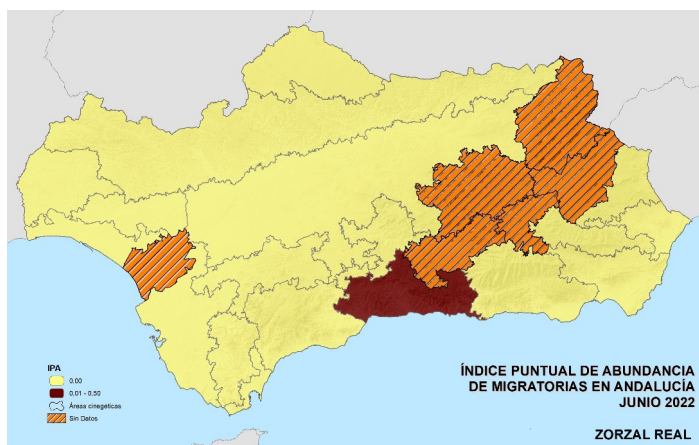 IPA
0,00
0,01 - 0,50
Áreas cinegéticas
Sin Datos
ÍNDICE PUNTUAL DE ABUNDANCIA
DE MIGRATORIAS EN ANDALUCÍA
JUNIO 2022
ZORZAL REAL